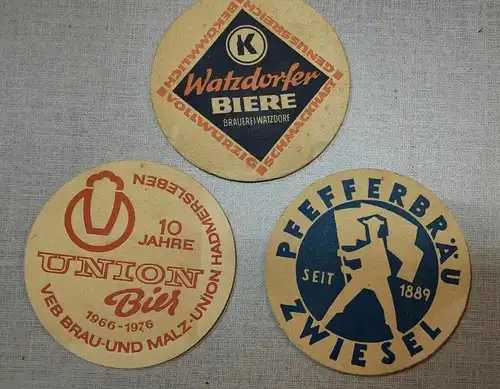 K
Watzdorfer
BIERE
BRAUEREI WATZDORF
BEKÖMMLICH
GENUSSREICH
VOLLWÜRZIG
SCHMACKHAFT
10
JAHRE
UNION
Bier
1966-1976
VEB BRAU-UND MALZ-UNION HADMERSLEBEN
PFEFFERBRÄU
SEIT
1889
ZWIESEL